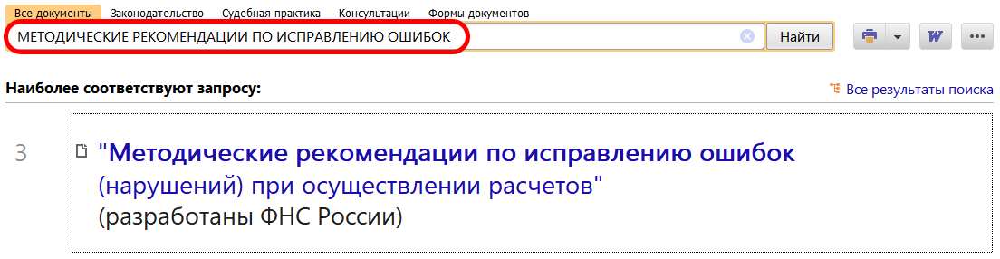 Все документы Законодательство Судебная практика Консультации Формы документов
МЕТОДИЧЕСКИЕ РЕКОМЕНДАЦИИ ПО ИСПРАВЛЕНИЮ ОШИБОК Найти W
Наиболее соответствуют запросу: Все результаты поиска
3 "Методические рекомендации по исправлению ошибок
(нарушений) при осуществлении расчетов"
(разработаны ФНС России)